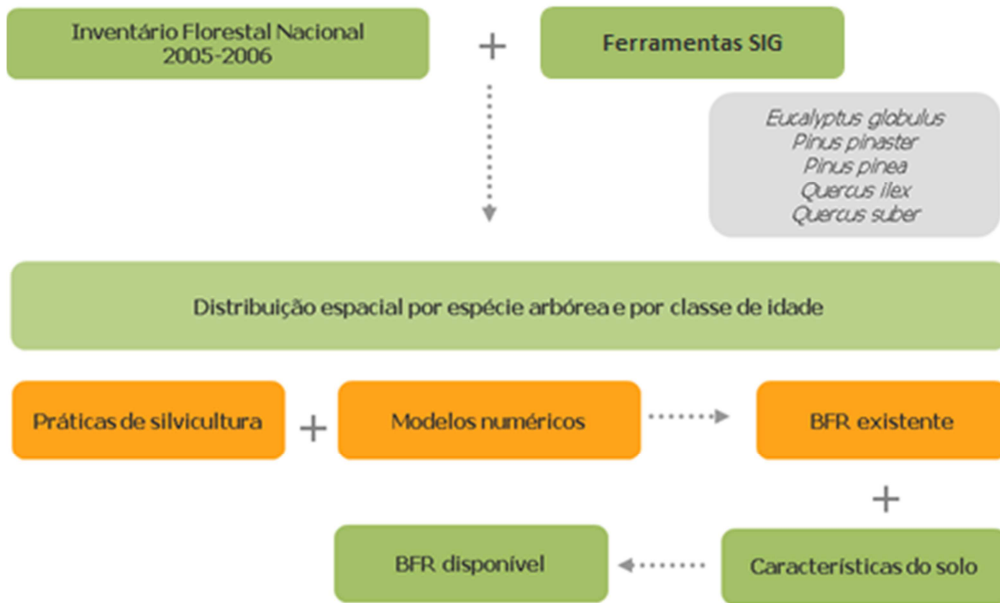 Inventário Florestal Nacional
2005-2006
+
Ferramentas SIG
Eucalyptus globulus
Pinus pinaster
Pinus pinea
Quercus ilex
Quercus suber
Distribuição espacial por espécie arbórea e por classe de idade
Práticas de silvicultura
+
Modelos numéricos
BFR existente
+
BFR disponível
Características do solo